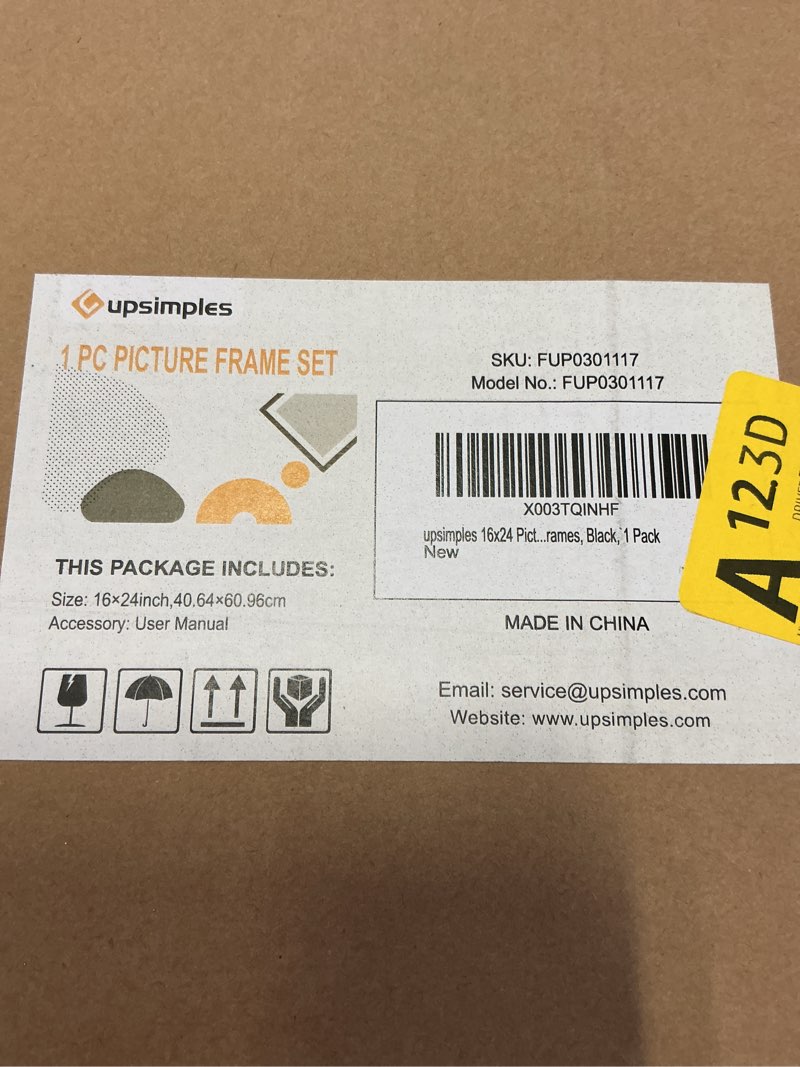 upsimples
1 PC PICTURE FRAME SET
THIS PACKAGE INCLUDES:
Size: 16×24inch,40.64×60.96cm
Accessory: User Manual
SKU: FUP0301117
Model No.: FUP0301117
X003TQINHF
upsimples 16x24 Pict...rames, Black, 1 Pack
New
MADE IN CHINA
Email: service@upsimples.com
Website: www.upsimples.com
A 12.3D